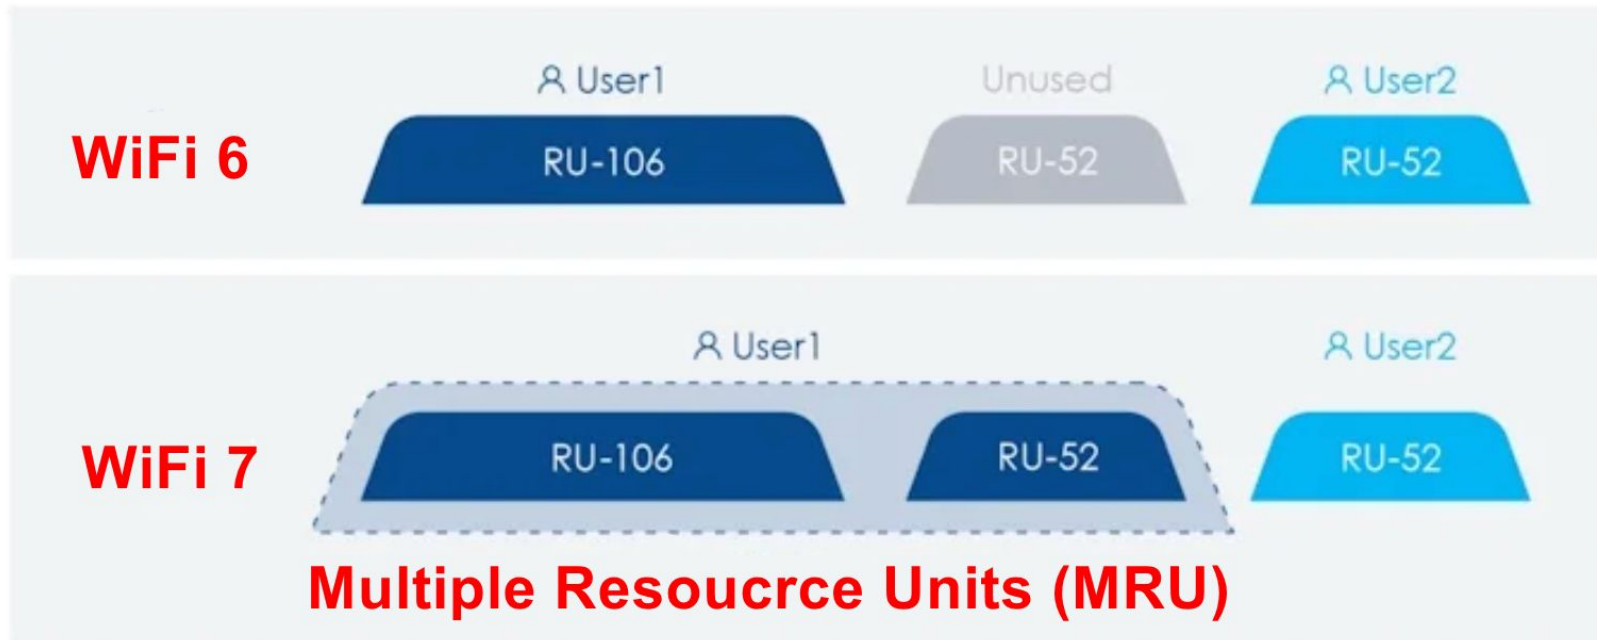 User1
Unused
User2
WiFi 6
RU-106
RU-52
RU-52
User1
User2
WiFi 7
RU-106
RU-52
RU-52
Multiple Resoucrce Units (MRU)